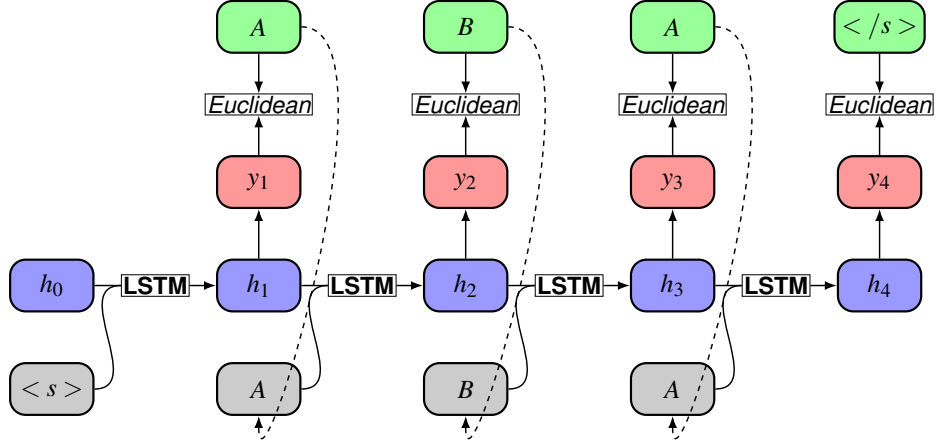 A B A < /s >
Euclidean Euclidean Euclidean Euclidean
y1 y2 y3 y4
h0 LSTM h1 LSTM h2 LSTM h3 LSTM h4
< s > A B A